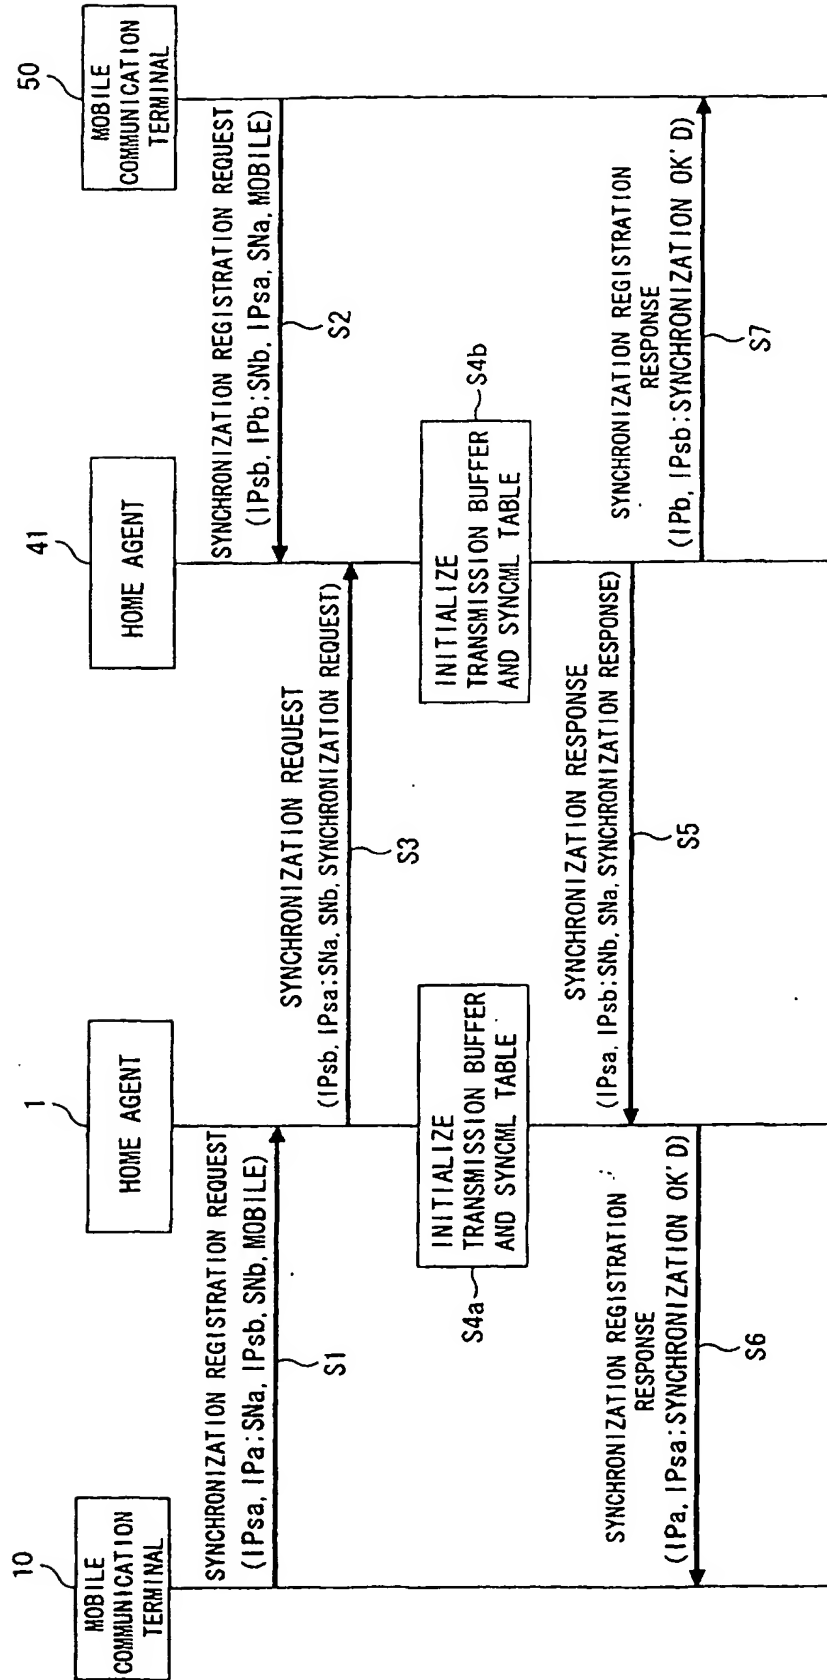 10
MOBILE
COMMUNICATION
TERMINAL
1
HOME AGENT
41
HOME AGENT
50
MOBILE
COMMUNICATION
TERMINAL
SYNCHRONIZATION REGISTRATION REQUEST
(IPsa, IPa:SNa, IPsb, SNb, MOBILE)
S1
SYNCHRONIZATION REGISTRATION REQUEST
(IPsb, IPb:SNb, IPsa, SNa, MOBILE)
S2
SYNCHRONIZATION REQUEST
(IPsb, IPsa:SNa, SNb, SYNCHRONIZATION REQUEST)
S3
INITIALIZE
TRANSMISSION BUFFER
AND SYNCML TABLE
S4a
INITIALIZE
TRANSMISSION BUFFER
AND SYNCML TABLE
S4b
SYNCHRONIZATION RESPONSE
(IPsa, IPsb:SNb, SNa, SYNCHRONIZATION RESPONSE)
S5
SYNCHRONIZATION REGISTRATION
RESPONSE
(IPa, IPsa:SYNCHRONIZATION OK'D)
S6
SYNCHRONIZATION REGISTRATION
RESPONSE
(IPb, IPsb:SYNCHRONIZATION OK'D)
S7